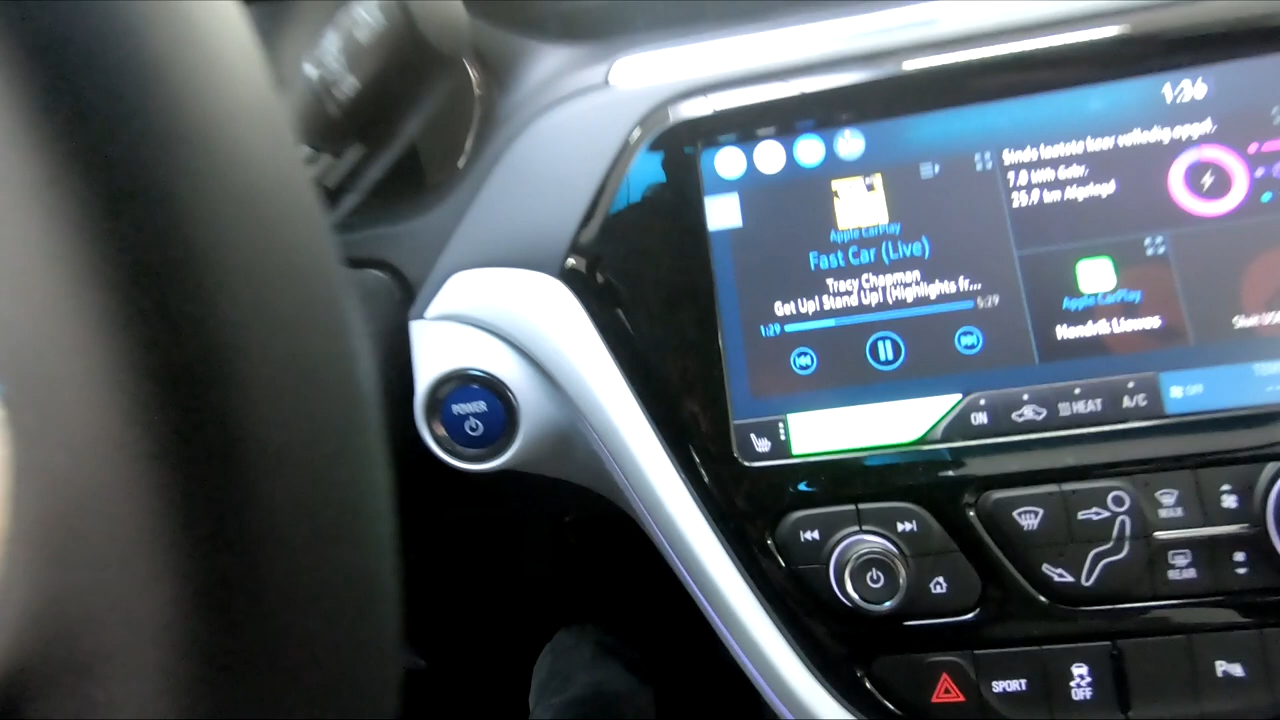 1:36
Sinds laatste keer volledig opgel.
7.0 kWh Gebr.
25.9 km Afgelegd
Apple CarPlay
Fast Car (Live)
Tracy Chapman
Get Up! Stand Up! (Highlights fr...
1:29
5:29
Apple CarPlay
ON
HEAT
A/C
OFF
POWER
MAX
REAR
SPORT
OFF
P